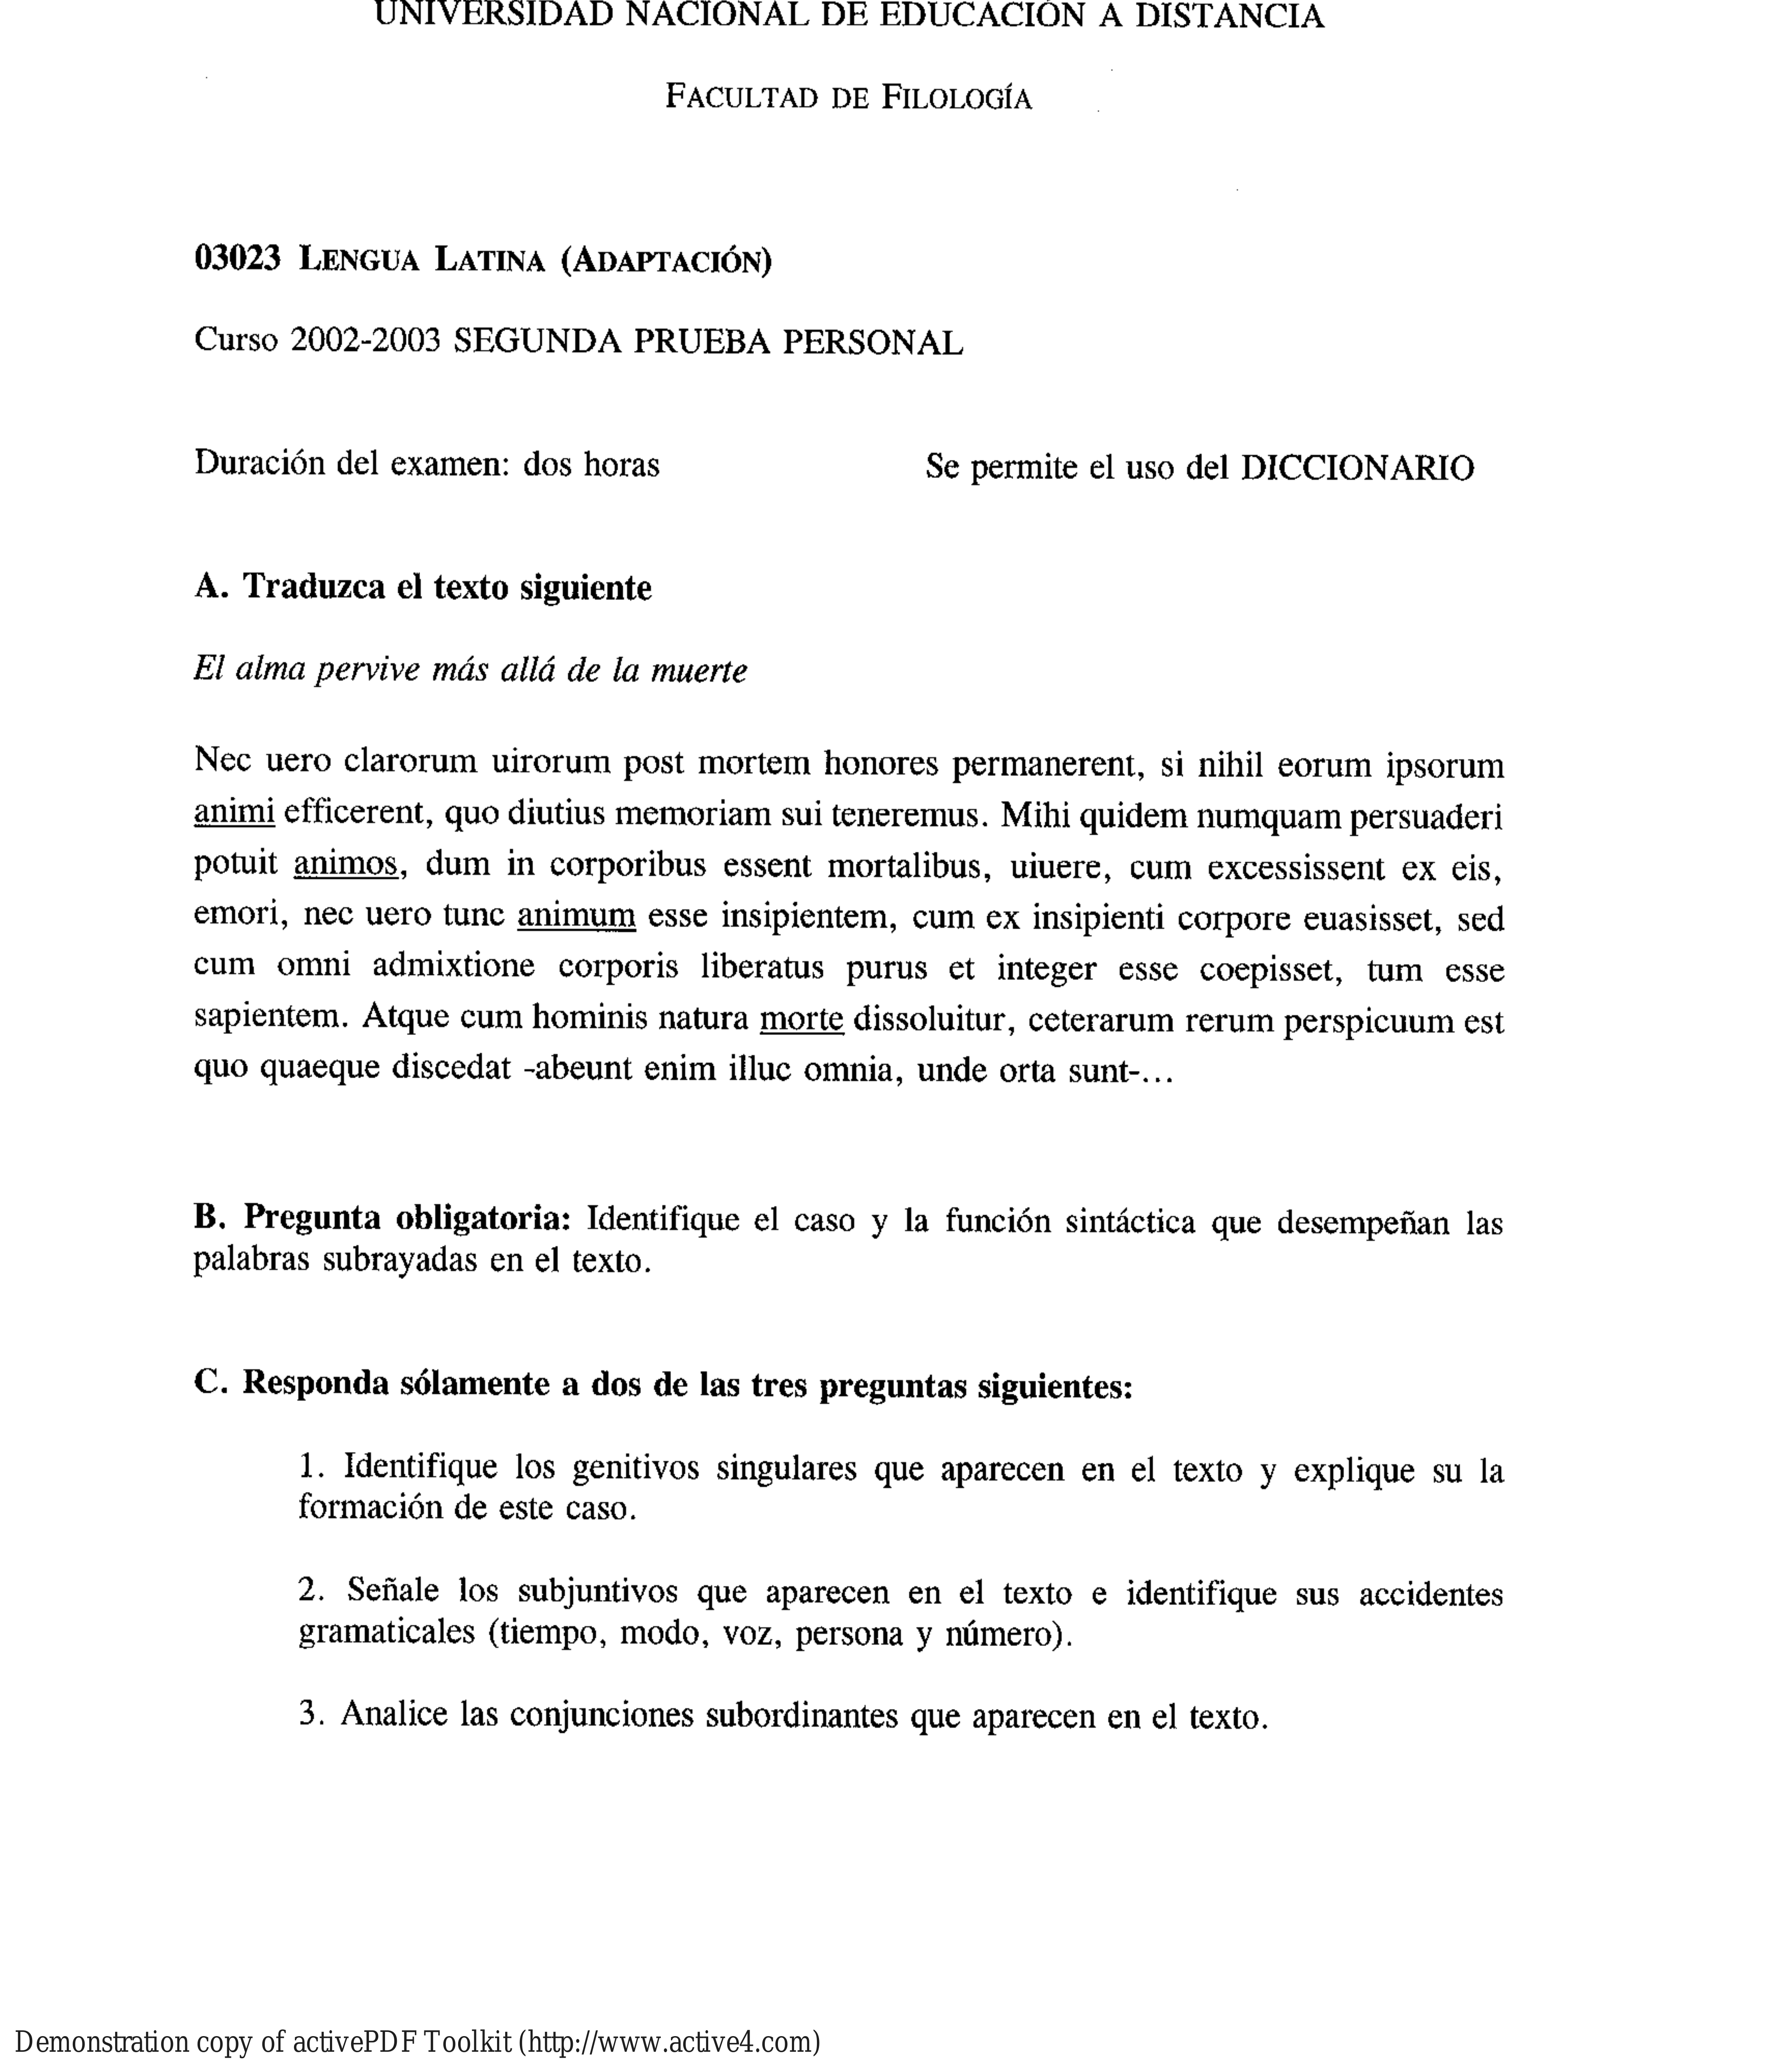 UNIVERSIDAD NACIONAL DE EDUCACIÓN A DISTANCIA
FACULTAD DE FILOLOGÍA
03023 LENGUA LATINA (ADAPTACIÓN)
Curso 2002-2003 SEGUNDA PRUEBA PERSONAL
Duración del examen: dos horas Se permite el uso del DICCIONARIO
A. Traduzca el texto siguiente
El alma pervive más allá de la muerte
Nec uero clarorum uirorum post mortem honores permanerent, si nihil eorum ipsorum
animi efficerent, quo diutius memoriam sui teneremus. Mihi quidem numquam persuaderi
potuit animos, dum in corporibus essent mortalibus, uiuere, cum excessissent ex eis,
emori, nec uero tunc animum esse insipientem, cum ex insipienti corpore euasisset, sed
cum omni admixtione corporis liberatus purus et integer esse coepisset, tum esse
sapientem. Atque cum hominis natura morte dissoluitur, ceterarum rerum perspicuum est
quo quaeque discedat -abeunt enim illuc omnia, unde orta sunt-...
B. Pregunta obligatoria: Identifique el caso y la función sintáctica que desempeñan las
palabras subrayadas en el texto.
C. Responda sólamente a dos de las tres preguntas siguientes:
1. Identifique los genitivos singulares que aparecen en el texto y explique su la
formación de este caso.
2. Señale los subjuntivos que aparecen en el texto e identifique sus accidentes
gramaticales (tiempo, modo, voz, persona y número).
3. Analice las conjunciones subordinantes que aparecen en el texto.
Demonstration copy of activePDF Toolkit (http://www.active4.com)